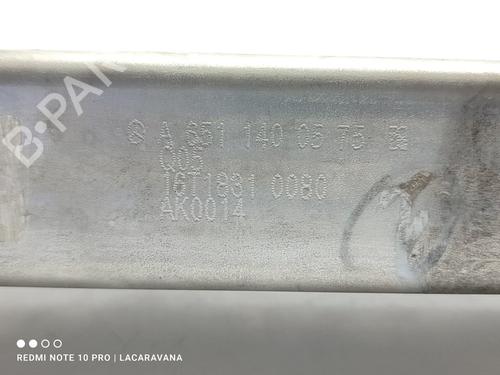 B-PAR
A 651 140 05 75
Q05
16T1831 0080
AK0014
REDMI NOTE 10 PRO | LACARAVANA